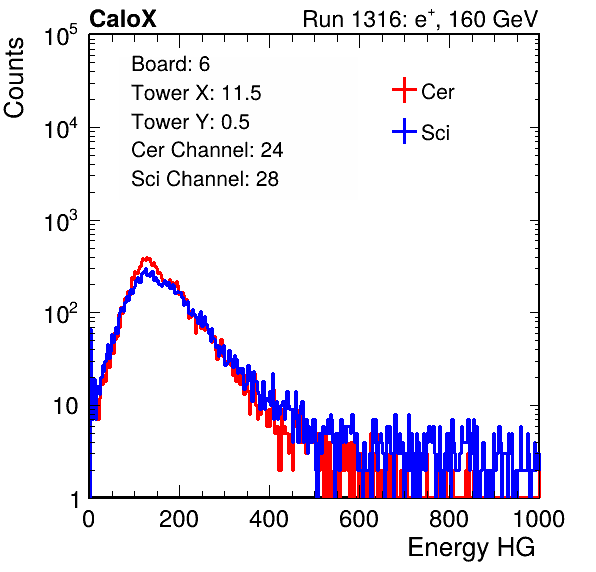 CaloX Run 1316: e⁺, 160 GeV
Counts
Board: 6
Tower X: 11.5
Tower Y: 0.5
Cer Channel: 24
Sci Channel: 28
Cer
Sci
10⁵
10⁴
10³
10²
10
1
0 200 400 600 800 1000
Energy HG